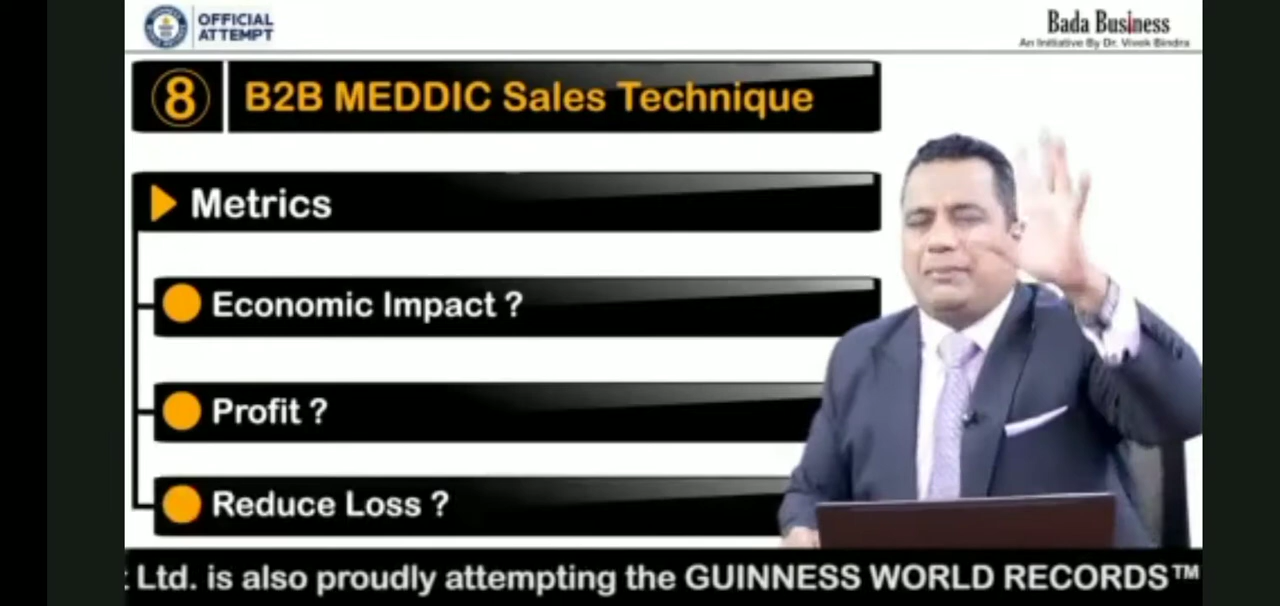 OFFICIAL
ATTEMPT
Bada Business
An Initiative By Dr. Vivek Bindra
8 B2B MEDDIC Sales Technique
Metrics
Economic Impact ?
Profit ?
Reduce Loss ?
Ltd. is also proudly attempting the GUINNESS WORLD RECORDS™